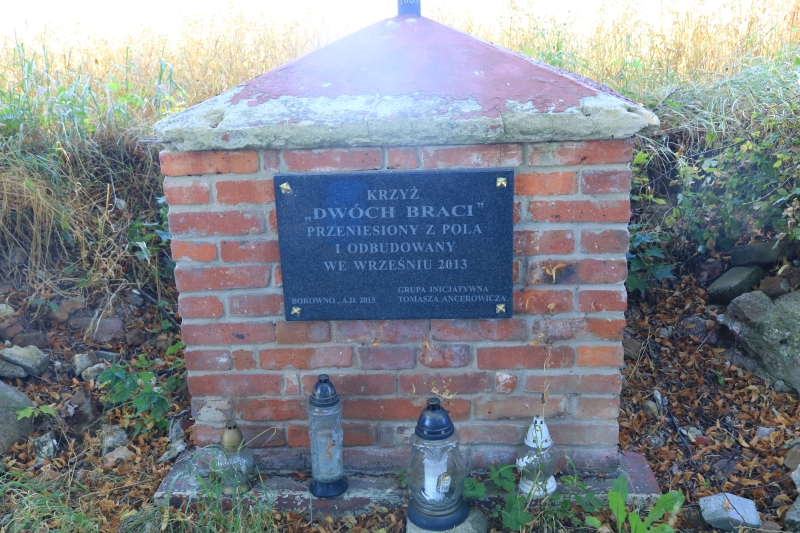 KRZYŻ
„DWÓCH BRACI"
PRZENIESIONY Z POLA
I ODBUDOWANY
WE WRZEŚNIU 2013
GRUPA INICJATYWNA
BOROWNO „A.D. 2013
TOMASZA ANCEROWICZA